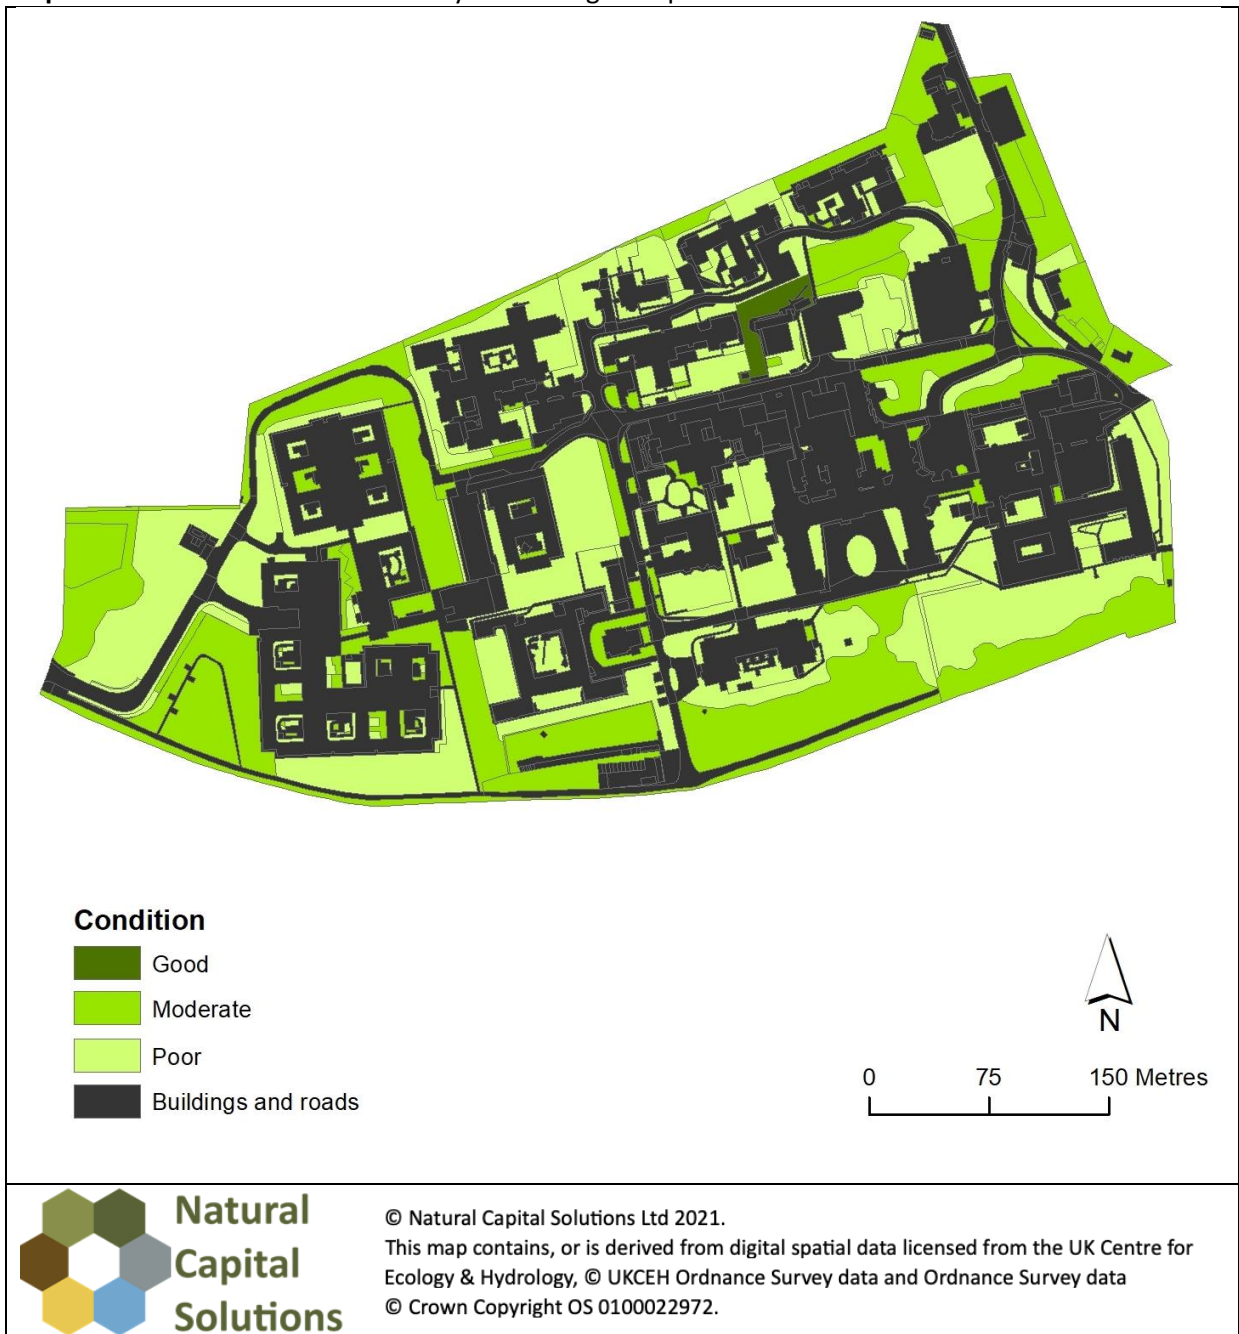 Condition
Good
Moderate
Poor
Buildings and roads
N
0 75 150 Metres
Natural
Capital
Solutions
© Natural Capital Solutions Ltd 2021.
This map contains, or is derived from digital spatial data licensed from the UK Centre for
Ecology & Hydrology, © UKCEH Ordnance Survey data and Ordnance Survey data
© Crown Copyright OS 0100022972.